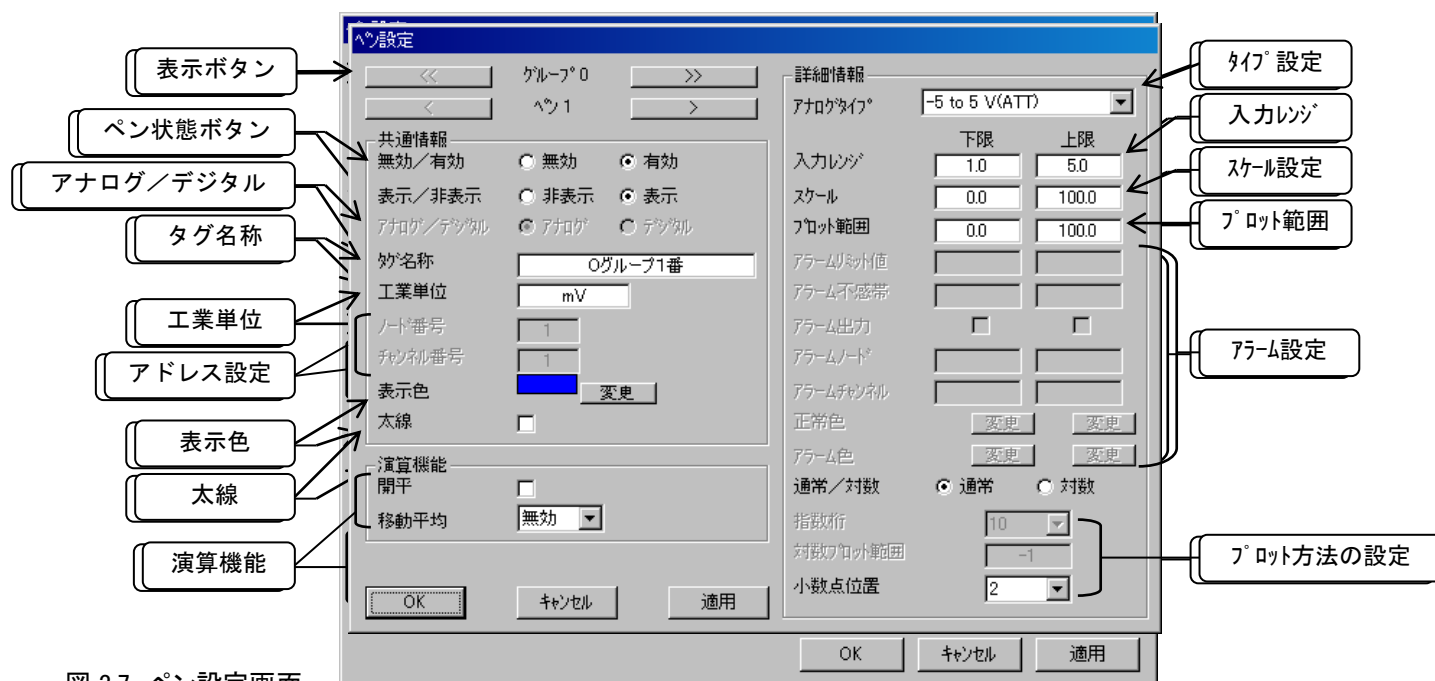 ﾍﾟﾝ設定
<<
ｸﾞﾙｰﾌﾟ0
>>
<
ﾍﾟﾝ1
>
共通情報
無効／有効
無効
有効
表示／非表示
非表示
表示
ｱﾅﾛｸﾞ／ﾃﾞｼﾞﾀﾙ
ｱﾅﾛｸﾞ
ﾃﾞｼﾞﾀﾙ
ﾀｸﾞ名称
0グループ1番
工業単位
mV
ﾉｰﾄﾞ番号
1
ﾁｬﾝﾈﾙ番号
1
表示色
変更
太線
演算機能
開平
移動平均
無効
OK
ｷｬﾝｾﾙ
適用
詳細情報
ｱﾅﾛｸﾞﾀｲﾌﾟ
-5 to 5 V(ATT)
下限
上限
入力ﾚﾝｼﾞ
1.0
5.0
ｽｹｰﾙ
0.0
100.0
ﾌﾟﾛｯﾄ範囲
0.0
100.0
ｱﾗｰﾑﾘﾐｯﾄ値
ｱﾗｰﾑ不感帯
ｱﾗｰﾑ出力
ｱﾗｰﾑﾉｰﾄﾞ
ｱﾗｰﾑﾁｬﾝﾈﾙ
正常色
変更
変更
ｱﾗｰﾑ色
変更
変更
通常／対数
通常
対数
指数桁
10
対数ﾌﾟﾛｯﾄ範囲
-1
小数点位置
2
OK
ｷｬﾝｾﾙ
適用
表示ボタン
ペン状態ボタン
アナログ／デジタル
タグ名称
工業単位
アドレス設定
表示色
太線
演算機能
ﾀｲﾌﾟ設定
入力ﾚﾝｼﾞ
ｽｹｰﾙ設定
ﾌﾟﾛｯﾄ範囲
ｱﾗｰﾑ設定
ﾌﾟﾛｯﾄ方法の設定